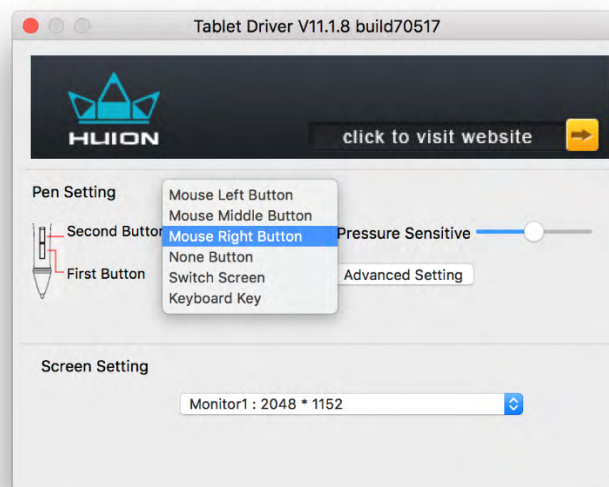 Tablet Driver V11.1.8 build70517
HUION
click to visit website
Pen Setting
Mouse Left Button
Mouse Middle Button
Second Button
Mouse Right Button
Pressure Sensitive
None Button
First Button
Switch Screen
Advanced Setting
Keyboard Key
Screen Setting
Monitor1 : 2048 * 1152